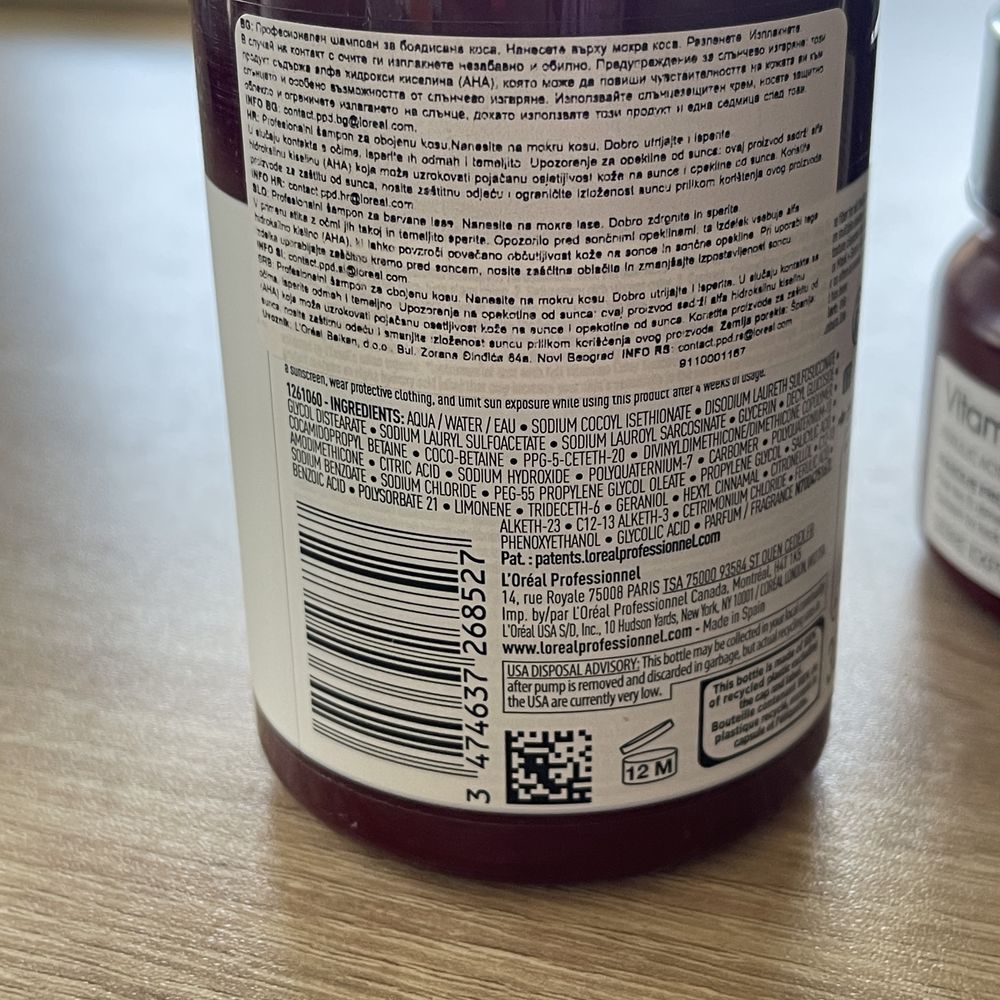 BG: Професионален шампоан за боядисана коса. Нанесете върху мокра коса. Разпенете. Изплакнете.
В случай на контакт с очите ги изплакнете незабавно и обилно. Предупреждение за слънчево изгаряне: този
продукт съдържа алфа хидрокси киселина (AHA), която може да повиши чувствителността на кожата ви към
слънцето и особено възможността от слънчево изгаряне. Използвайте слънцезащитен крем, носете защитно
облекло и ограничете излагането на слънце, докато използвате този продукт и една седмица след това.
INFO BG: contact.ppd.bg@loreal.com.
HR: Profesionalni šampon za obojenu kosu.Nanesite na mokru kosu. Dobro utrljajte i isperite.
U slučaju kontakta s očima, isperite ih odmah i temeljito. Upozorenje za opekline od sunca: ovaj proizvod sadrži alfa
hidroksilnu kiselinu (AHA) koja može uzrokovati pojačanu osjetljivost kože na sunce i opekline od sunca. Koristite
proizvode za zaštitu od sunca, nosite zaštitnu odjeću i ograničite izloženost suncu prilikom korištenja ovog proizvoda.
INFO HR: contact.ppd.hr@loreal.com
SLO: Profesionalni šampon za barvane lase. Nanesite na mokre lase. Dobro zdrgnite in sperite.
V primeru stika z očmi jih takoj in temeljito sperite. Opozorilo pred sončnimi opeklinami: ta izdelek vsebuje alfa
hidroksilno kislino (AHA), ki lahko povzroči povečano občutljivost kože na sonce in sončne opekline. Pri uporabi tega
izdelka uporabljajte zaščitno kremo pred soncem, nosite zaščitna oblačila in zmanjšajte izpostavljenost soncu.
INFO SI: contact.ppd.si@loreal.com
SRB: Profesionalni šampon za obojenu kosu. Nanesite na mokru kosu. Dobro utrljajte i isperite. U slučaju kontakta sa
očima, isperite odmah i temeljno. Upozorenje na opekotine od sunca: ovaj proizvod sadrži alfa hidroksilnu kiselinu
(AHA) koja može uzrokovati pojačanu osetljivost kože na sunce i opekotine od sunca. Koristite proizvode za zaštitu od
sunca, nosite zaštitnu odeću i smanjite izloženost suncu prilikom korišćenja ovog proizvoda. Zemlja porekla: Španija.
Uvoznik: L'Oréal Balkan, d.o.o., Bul. Zorana Đinđića 64a, Novi Beograd INFO RS: contact.ppd.rs@loreal.com
9110001167
a sunscreen, wear protective clothing, and limit sun exposure while using this product after 4 weeks of usage.
1261060 - INGREDIENTS: AQUA / WATER / EAU • SODIUM COCOYL ISETHIONATE • DISODIUM LAURETH SULFOSUCCINATE •
GLYCOL DISTEARATE • SODIUM LAURYL SULFOACETATE • SODIUM LAUROYL SARCOSINATE • GLYCERIN • DECYL GLUCOSIDE
COCAMIDOPROPYL BETAINE • COCO-BETAINE • PPG-5-CETETH-20 • DIVINYLDIMETHICONE/DIMETHICONE COPOLYMER
AMODIMETHICONE • CITRIC ACID • SODIUM HYDROXIDE • POLYQUATERNIUM-7 • CARBOMER • POLYQUATERNIUM-
SODIUM BENZOATE • SODIUM CHLORIDE • PEG-55 PROPYLENE GLYCOL OLEATE • PROPYLENE GLYCOL • SALICYLIC ACID
BENZOIC ACID • POLYSORBATE 21 • LIMONENE • TRIDECETH-6 • GERANIOL • HEXYL CINNAMAL • CITRONELLOL •
ALKETH-23 • C12-13 ALKETH-3 • CETRIMONIUM CHLORIDE • FERULIC
PHENOXYETHANOL • GLYCOLIC ACID • PARFUM / FRAGRANCE
Pat. : patents.lorealprofessionnel.com
L'Oréal Professionnel
14, rue Royale 75008 PARIS TSA 75000 93584 ST OUEN CEDEX, FR
Imp. by/par L'Oréal Professionnel Canada, Montréal, H4T 1K5
L'Oréal USA S/D, Inc., 10 Hudson Yards, New York, NY 10001 / L'ORÉAL LONDON,
www.lorealprofessionnel.com - Made in Spain
USA DISPOSAL ADVISORY: This bottle may be collected in your local community
after pump is removed and discarded in garbage, but actual recycling
the USA are currently very low.
This bottle is made of
of recycled plastic
the cap and label.
Bouteille contenant
plastique recyclé,
capsule et
12 M
3 474637 268527
Vitam